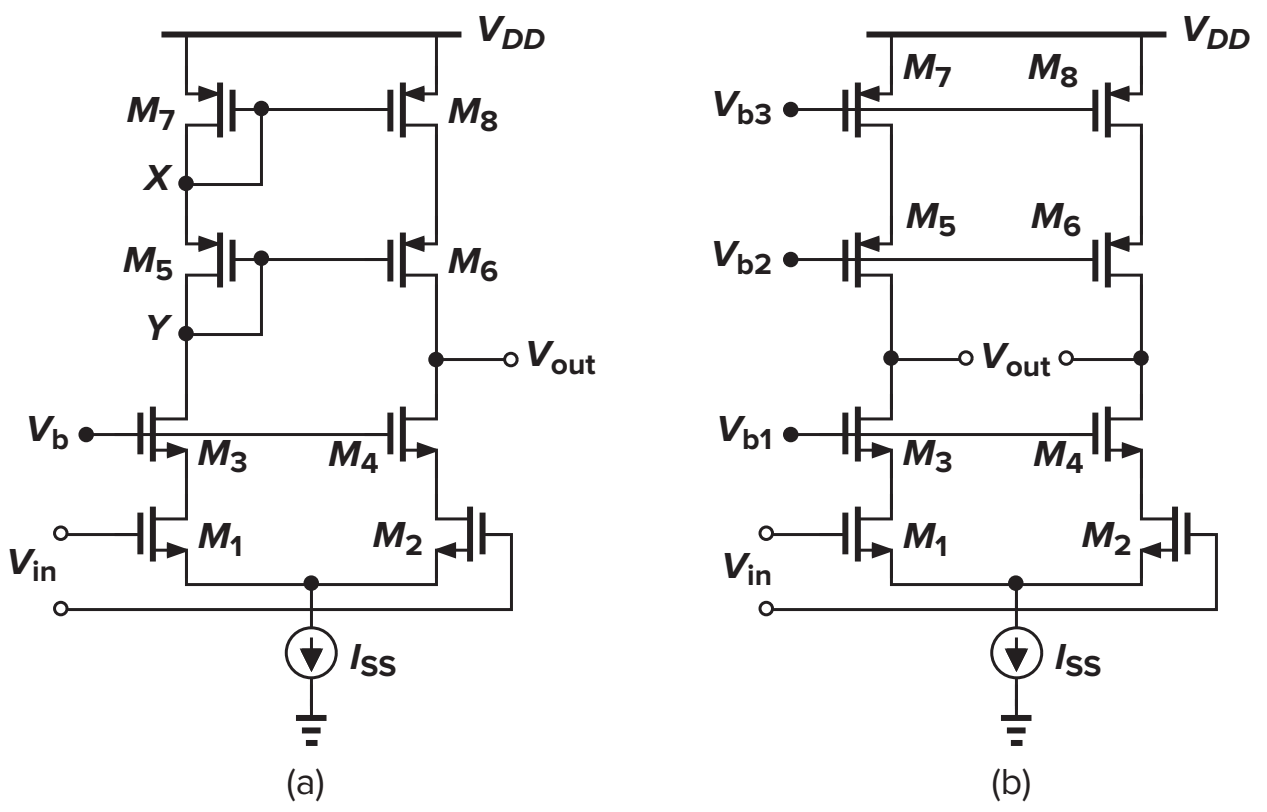 V_DD
M_7
M_8
X
M_5
M_6
Y
V_out
V_b
M_3
M_4
M_1
M_2
V_in
I_SS
(a)
V_DD
M_7
M_8
V_b3
M_5
M_6
V_b2
V_out
V_b1
M_3
M_4
M_1
M_2
V_in
I_SS
(b)